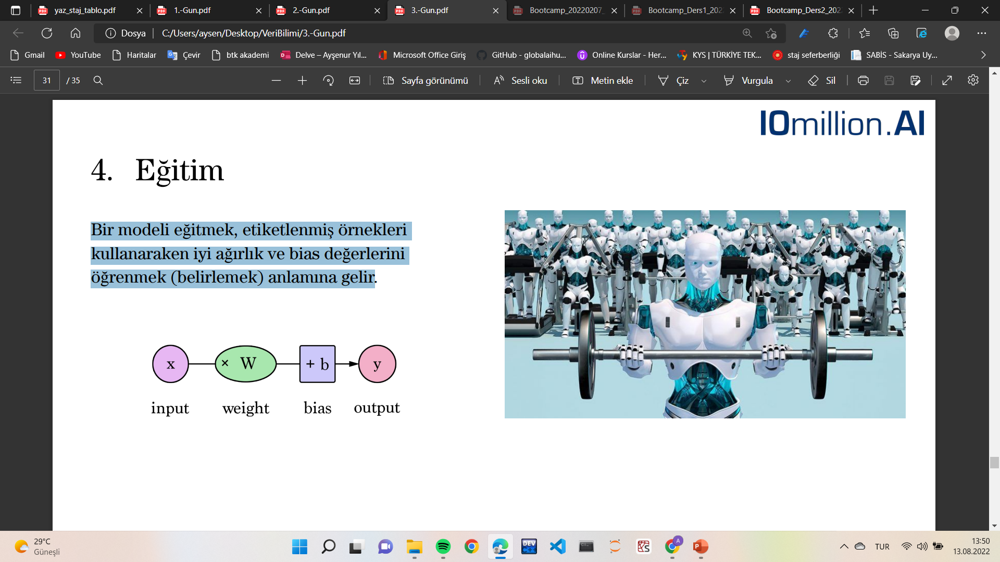 yaz_staj_tablo.pdf
1.-Gun.pdf
2.-Gun.pdf
3.-Gun.pdf
Bootcamp_20220207_
Bootcamp_Ders1_202
Bootcamp_Ders2_202
Dosya
C:/Users/aysen/Desktop/VeriBilimi/3.-Gun.pdf
Gmail
YouTube
Haritalar
Çevir
btk akademi
Delve – Ayşenur Yıl...
Microsoft Office Giriş
GitHub - globalaihu...
Online Kurslar - Her...
KYS | TÜRKİYE TEK...
staj seferberliği
SABİS - Sakarya Uy...
31 / 35
Sayfa görünümü
Sesli oku
Metin ekle
Çiz
Vurgula
Sil
10million.AI
4. Eğitim
Bir modeli eğitmek, etiketlenmiş örnekleri
kullanaraken iyi ağırlık ve bias değerlerini
öğrenmek (belirlemek) anlamına gelir.
x × W + b y
input weight bias output
29°C
Güneşli
DEV
A
P
TUR
13:50
13.08.2022